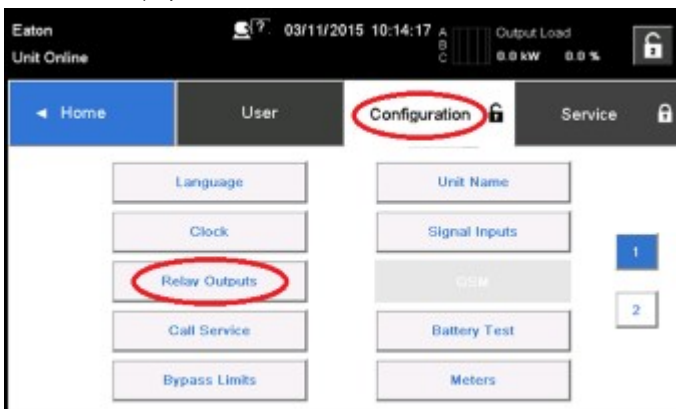 Eaton
?. 03/11/2015 10:14:17 A Output Load
B
Unit Online C 0.0 kW 0.0 %
2
◄ Home User Configuration Service
Language Unit Name
Clock Signal Inputs
1
Relay Outputs GSM
2
Call Service Battery Test
Bypass Limits Meters